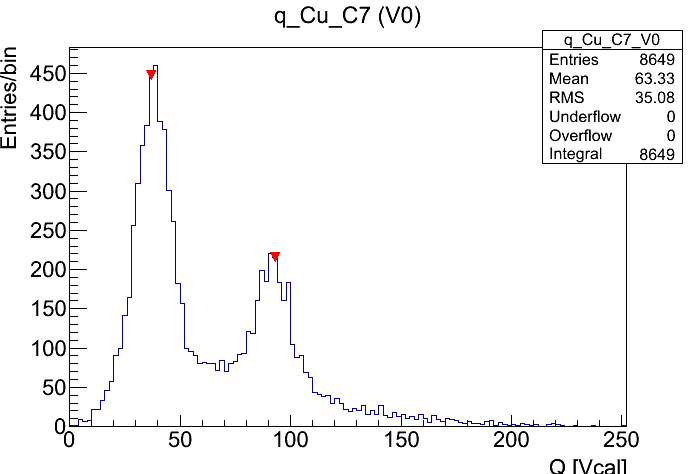 q_Cu_C7 (V0)
Entries/bin
q_Cu_C7_V0
Entries 8649
Mean 63.33
RMS 35.08
Underflow 0
Overflow 0
Integral 8649
450
400
350
300
250
200
150
100
50
0
0 50 100 150 200 250
Q [Vcal]